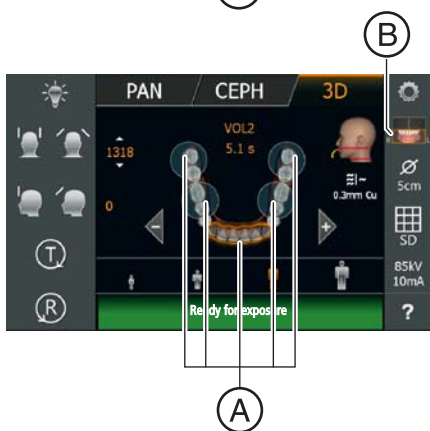 B
PAN CEPH 3D
VOL2
1318 5.1 s
0.3mm Cu
5cm
0
SD
T
85kV
10mA
R
Ready for exposure
?
A